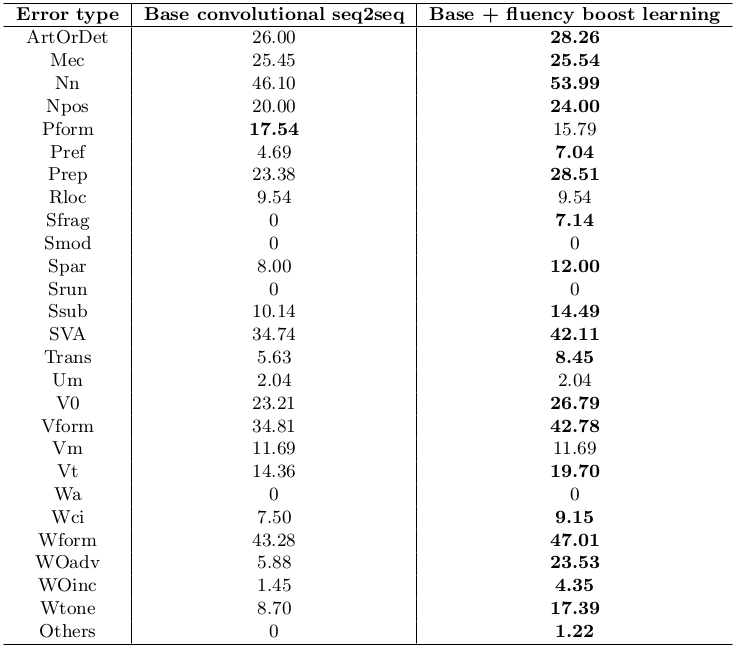 Error type Base convolutional seq2seq Base + fluency boost learning
ArtOrDet 26.00 28.26
Mec 25.45 25.54
Nn 46.10 53.99
Npos 20.00 24.00
Pform 17.54 15.79
Pref 4.69 7.04
Prep 23.38 28.51
Rloc 9.54 9.54
Sfrag 0 7.14
Smod 0 0
Spar 8.00 12.00
Srun 0 0
Ssub 10.14 14.49
SVA 34.74 42.11
Trans 5.63 8.45
Um 2.04 2.04
V0 23.21 26.79
Vform 34.81 42.78
Vm 11.69 11.69
Vt 14.36 19.70
Wa 0 0
Wci 7.50 9.15
Wform 43.28 47.01
WOadv 5.88 23.53
WOinc 1.45 4.35
Wtone 8.70 17.39
Others 0 1.22